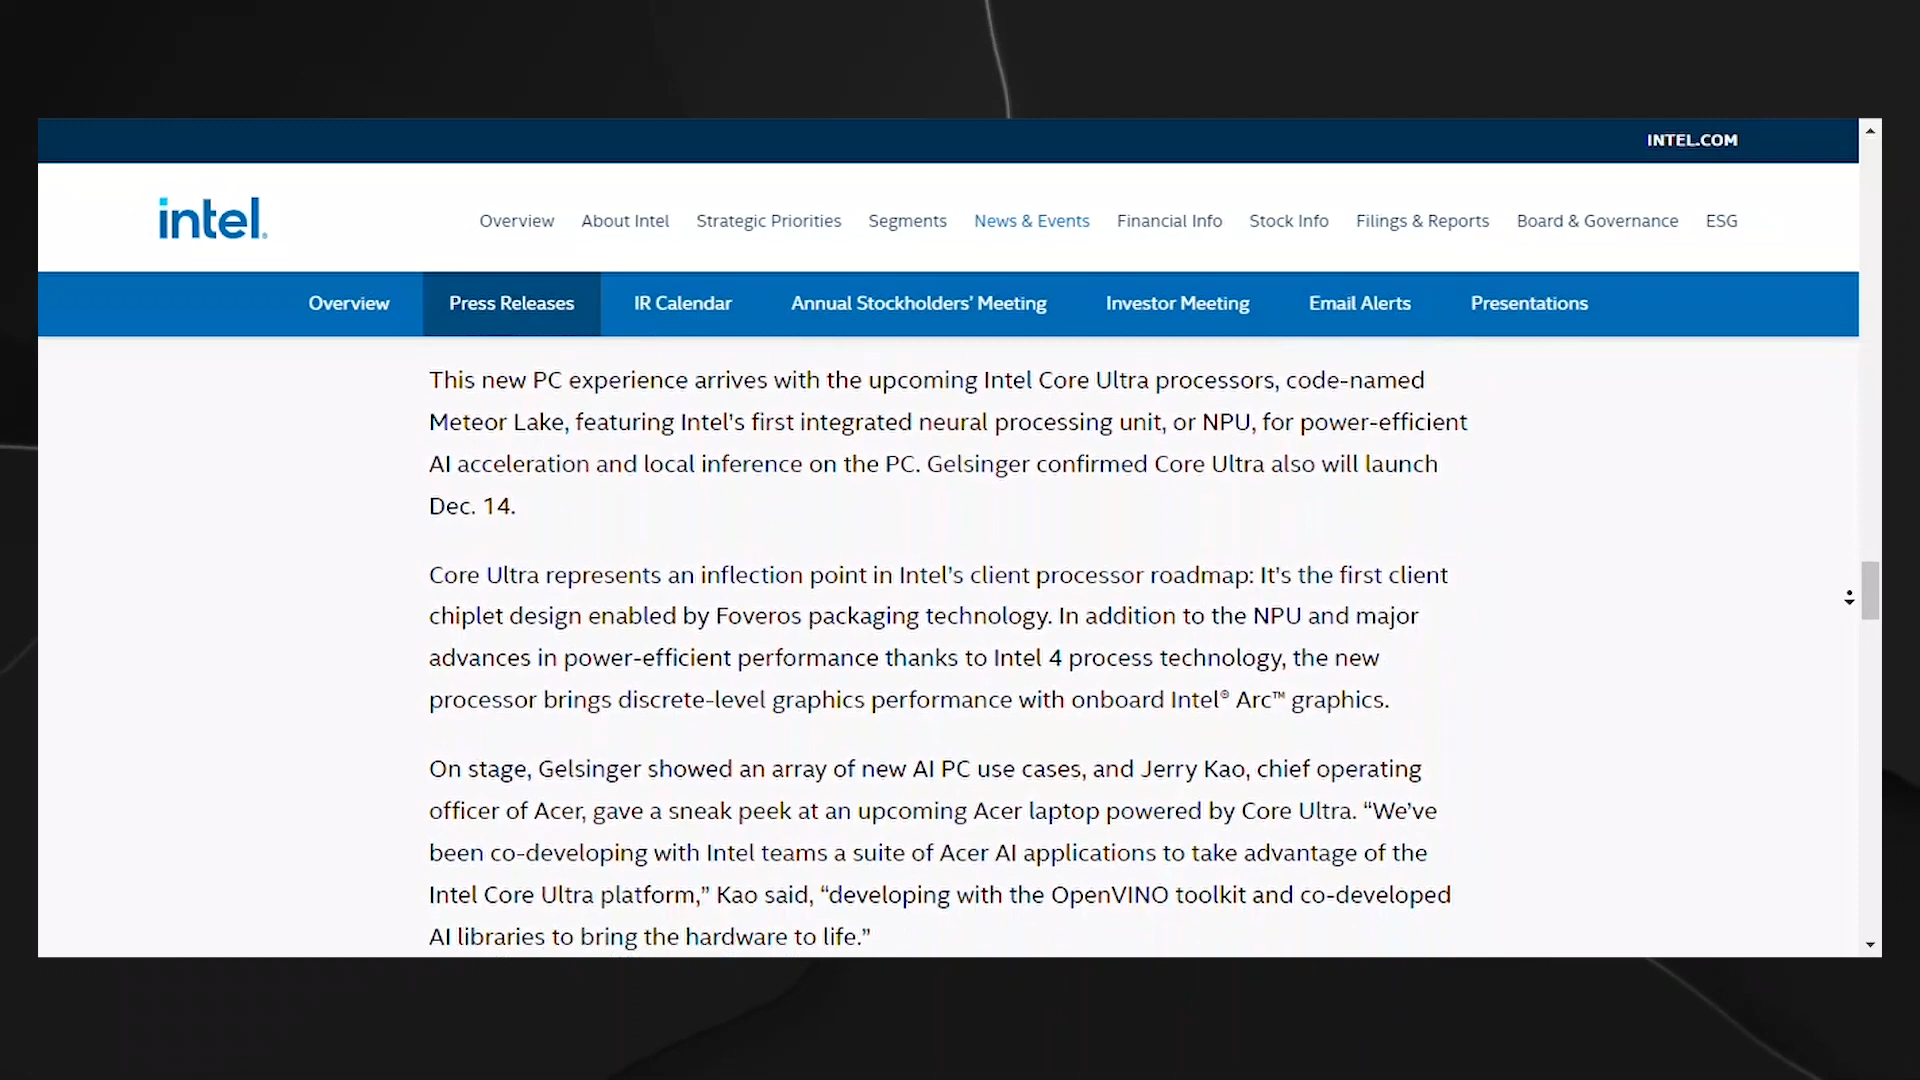 INTEL.COM
intel.
Overview About Intel Strategic Priorities Segments News & Events Financial Info Stock Info Filings & Reports Board & Governance ESG
Overview Press Releases IR Calendar Annual Stockholders’ Meeting Investor Meeting Email Alerts Presentations
This new PC experience arrives with the upcoming Intel Core Ultra processors, code-named
Meteor Lake, featuring Intel’s first integrated neural processing unit, or NPU, for power-efficient
AI acceleration and local inference on the PC. Gelsinger confirmed Core Ultra also will launch
Dec. 14.
Core Ultra represents an inflection point in Intel’s client processor roadmap: It’s the first client
chiplet design enabled by Foveros packaging technology. In addition to the NPU and major
advances in power-efficient performance thanks to Intel 4 process technology, the new
processor brings discrete-level graphics performance with onboard Intel® Arc™ graphics.
On stage, Gelsinger showed an array of new AI PC use cases, and Jerry Kao, chief operating
officer of Acer, gave a sneak peek at an upcoming Acer laptop powered by Core Ultra. “We’ve
been co-developing with Intel teams a suite of Acer AI applications to take advantage of the
Intel Core Ultra platform,” Kao said, “developing with the OpenVINO toolkit and co-developed
AI libraries to bring the hardware to life.”